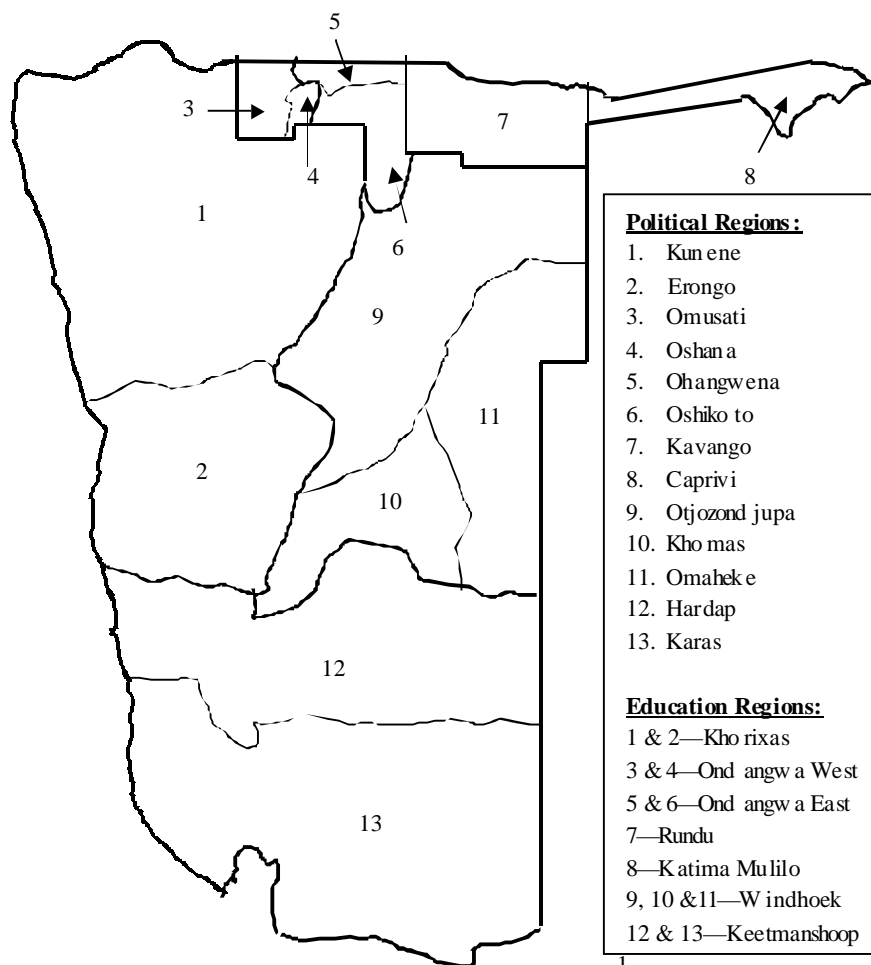 5
3
7
4
8
1
6
9
11
2
10
12
13
Political Regions:
1. Kunene
2. Erongo
3. Omusati
4. Oshana
5. Ohangwena
6. Oshikoto
7. Kavango
8. Caprivi
9. Otjozondjupa
10. Khomas
11. Omaheke
12. Hardap
13. Karas
Education Regions:
1 & 2—Khorixas
3 & 4—Ondangwa West
5 & 6—Ondangwa East
7—Rundu
8—Katima Mulilo
9, 10 &11—Windhoek
12 & 13—Keetmanshoop
1